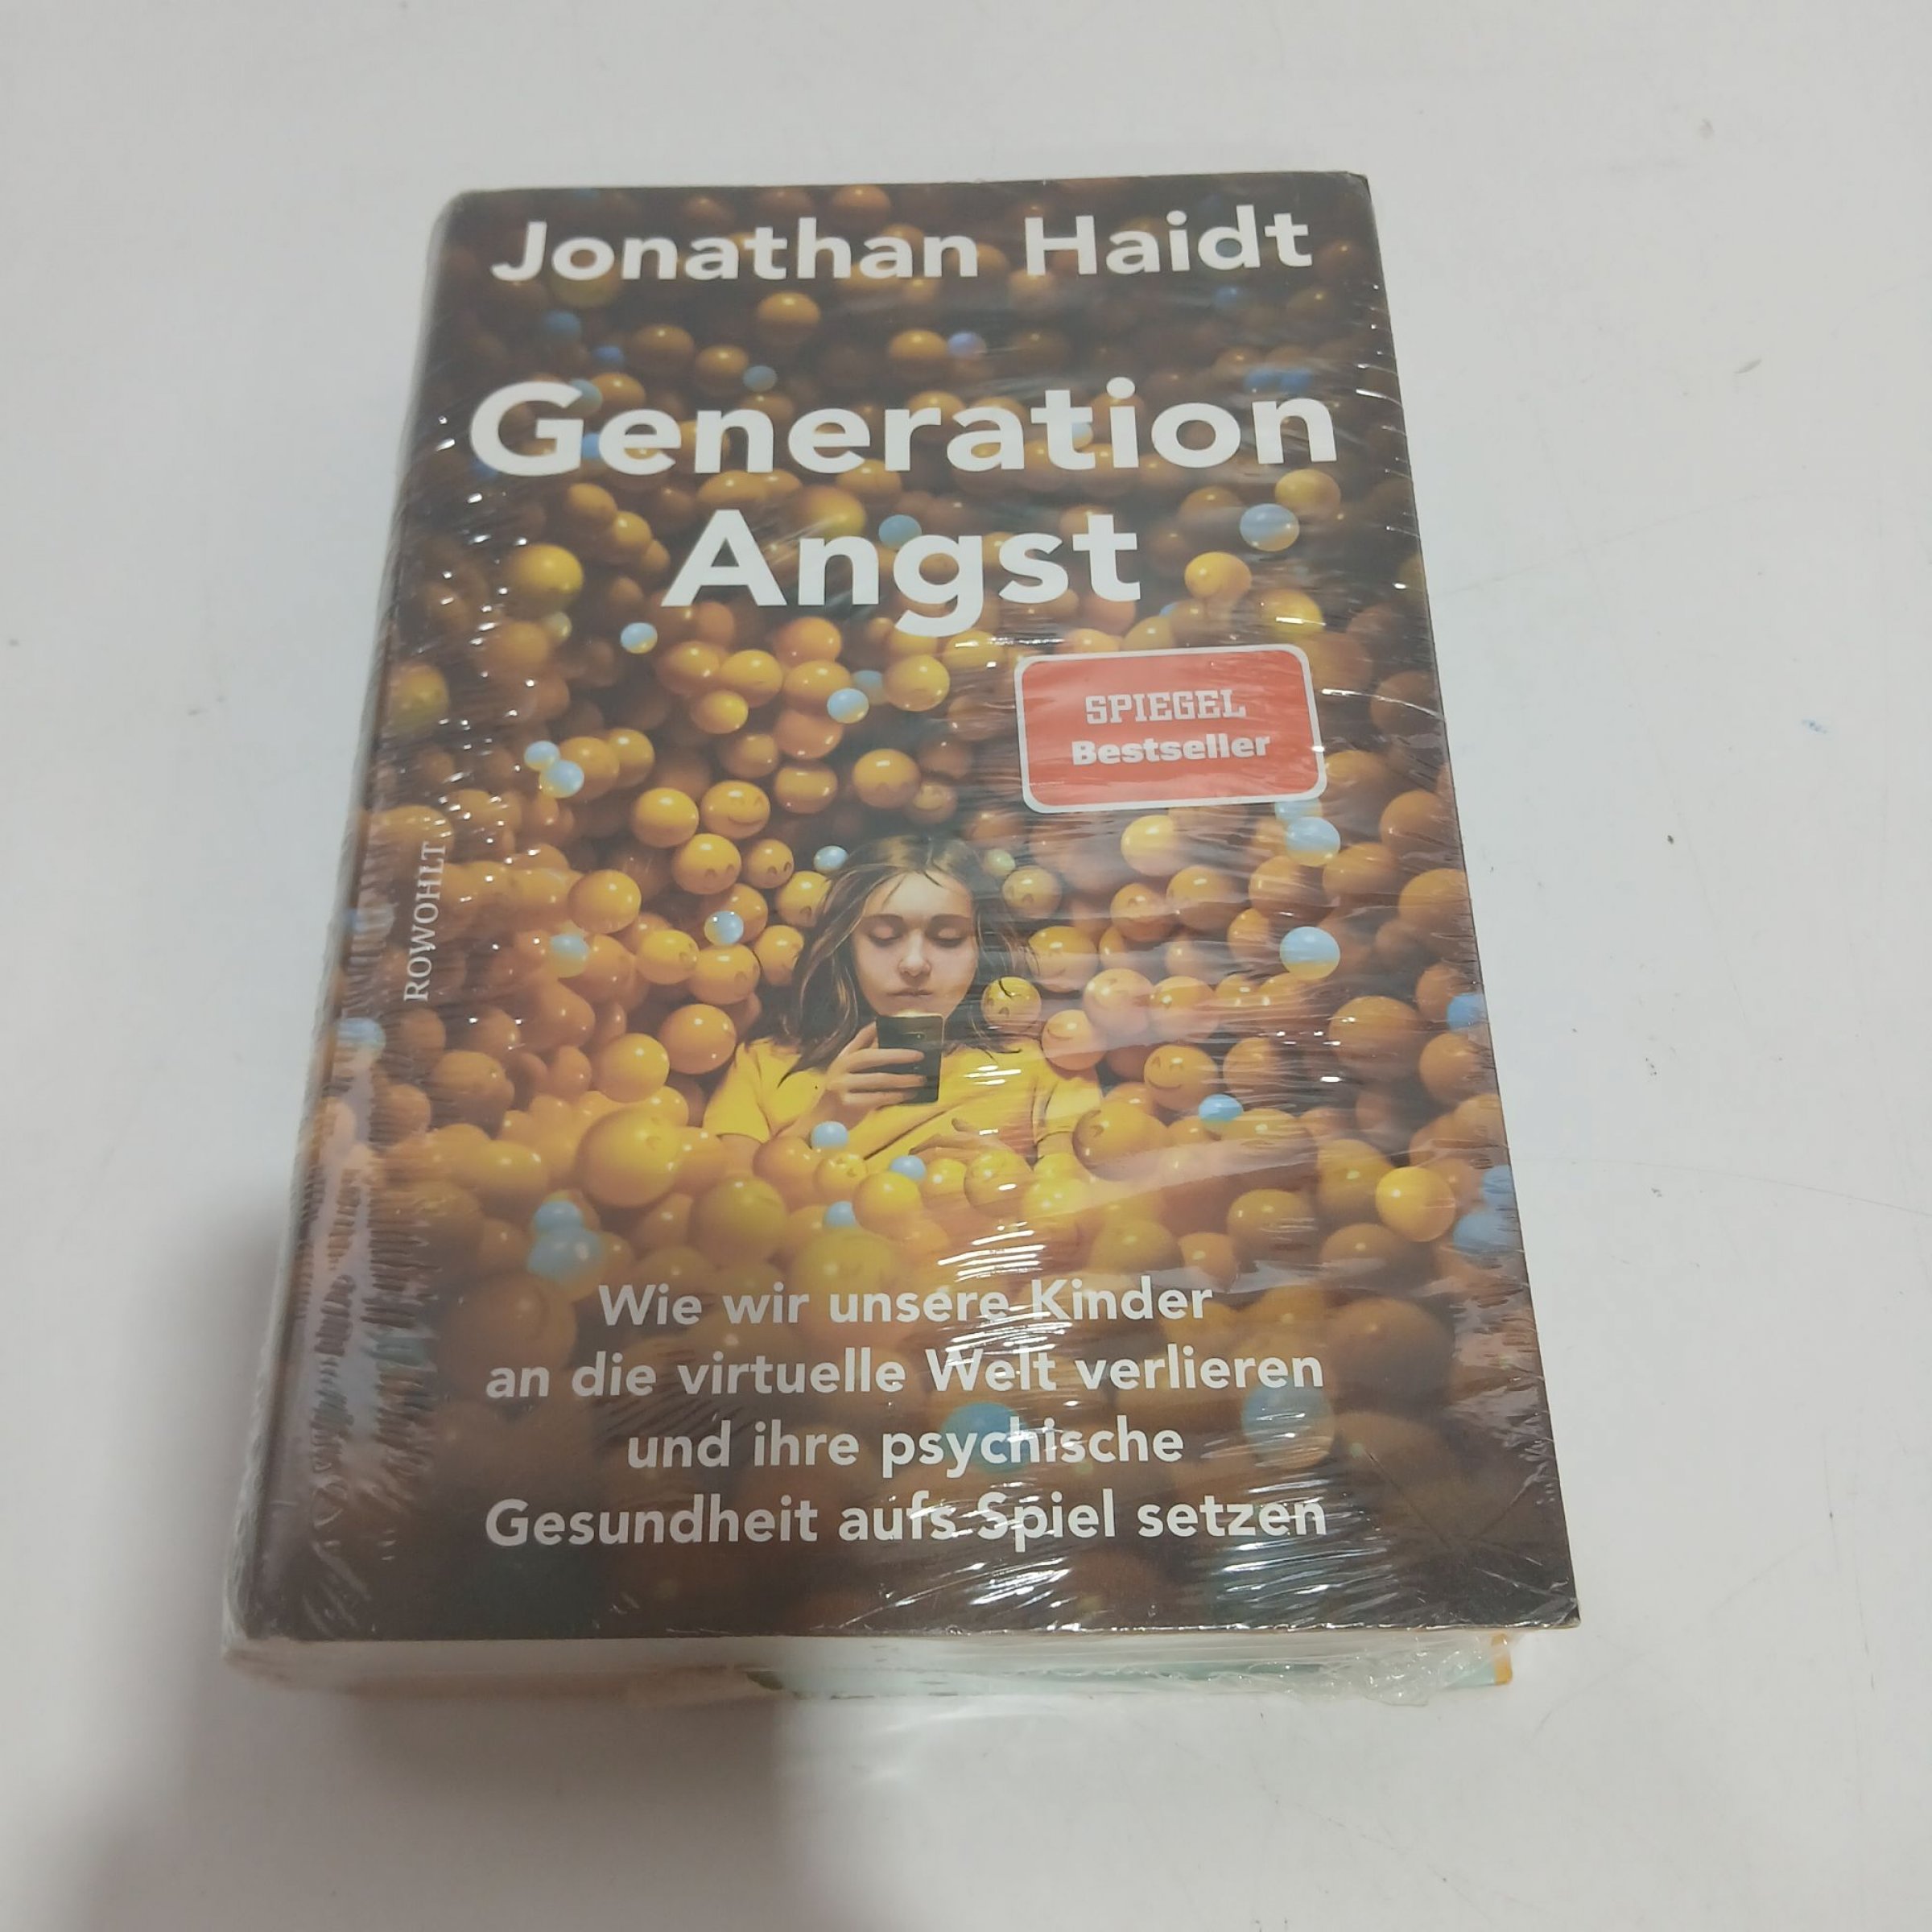 Jonathan Haidt
Generation
Angst
SPIEGEL
Bestseller
ROWOHLT
Wie wir unsere Kinder
an die virtuelle Welt verlieren
und ihre psychische
Gesundheit aufs Spiel setzen